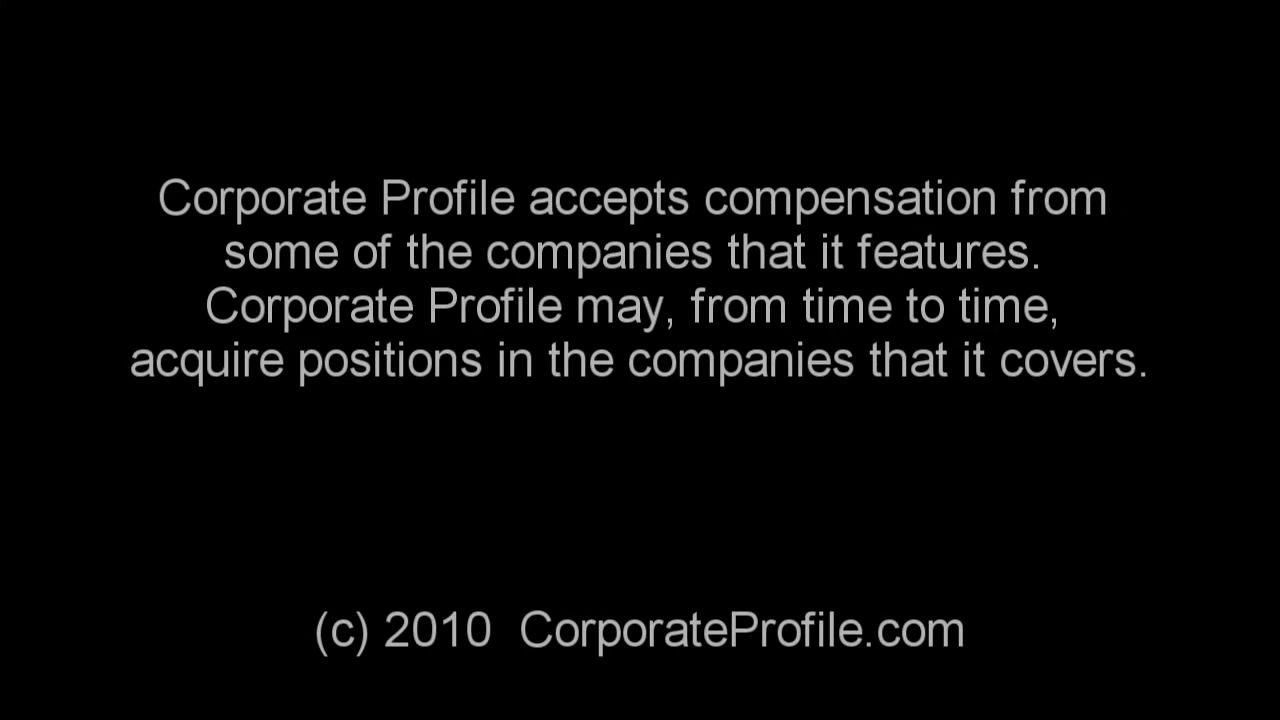 Corporate Profile accepts compensation from
some of the companies that it features.
Corporate Profile may, from time to time,
acquire positions in the companies that it covers.
(c) 2010 CorporateProfile.com